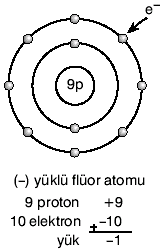 e⁻
9p
(–) yüklü flüor atomu
9 proton +9
10 elektron + –10
yük –1